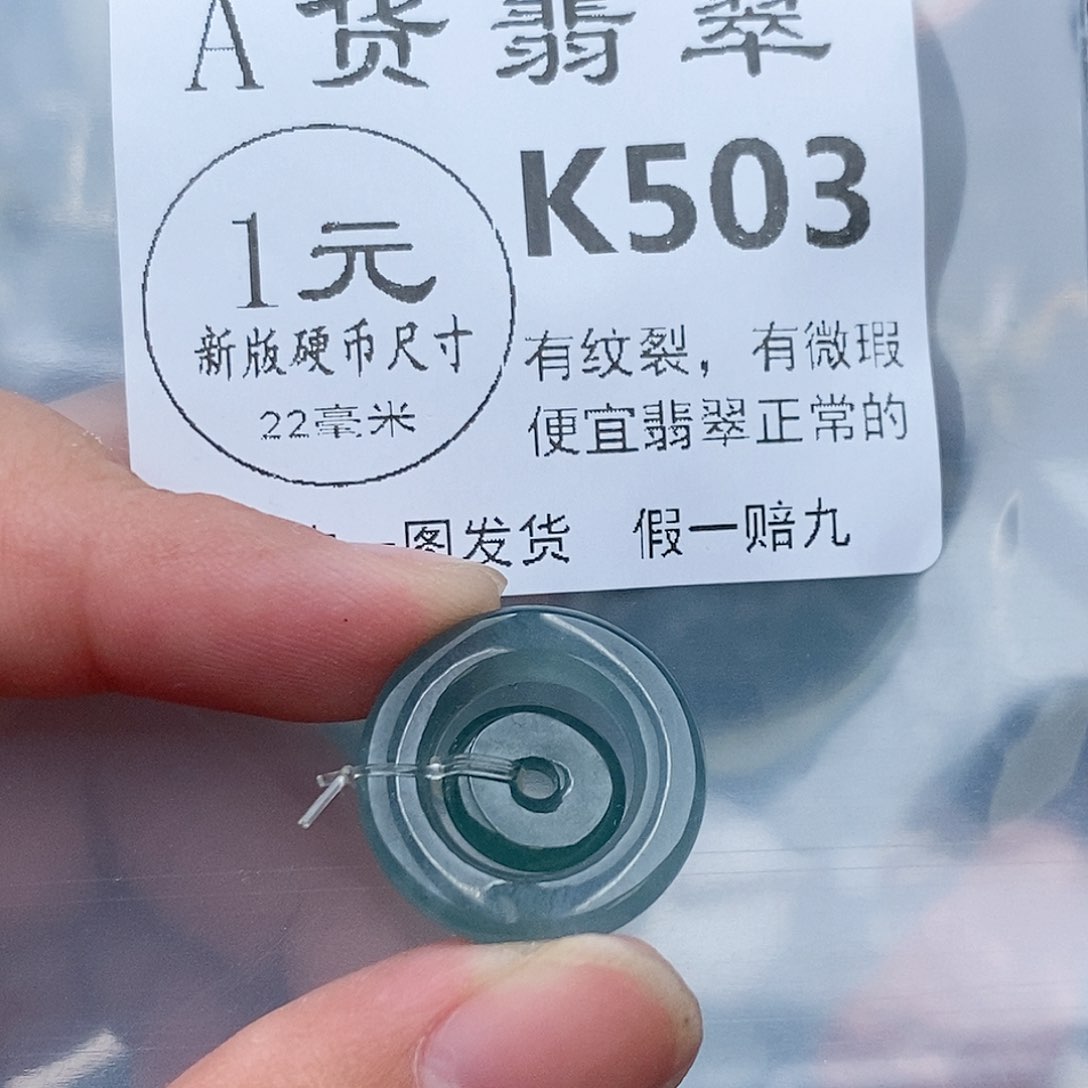 A货翡翠
K503
1元
新版硬币尺寸
22毫米
有纹裂，有微瑕
便宜翡翠正常的
一图发货 假一赔九